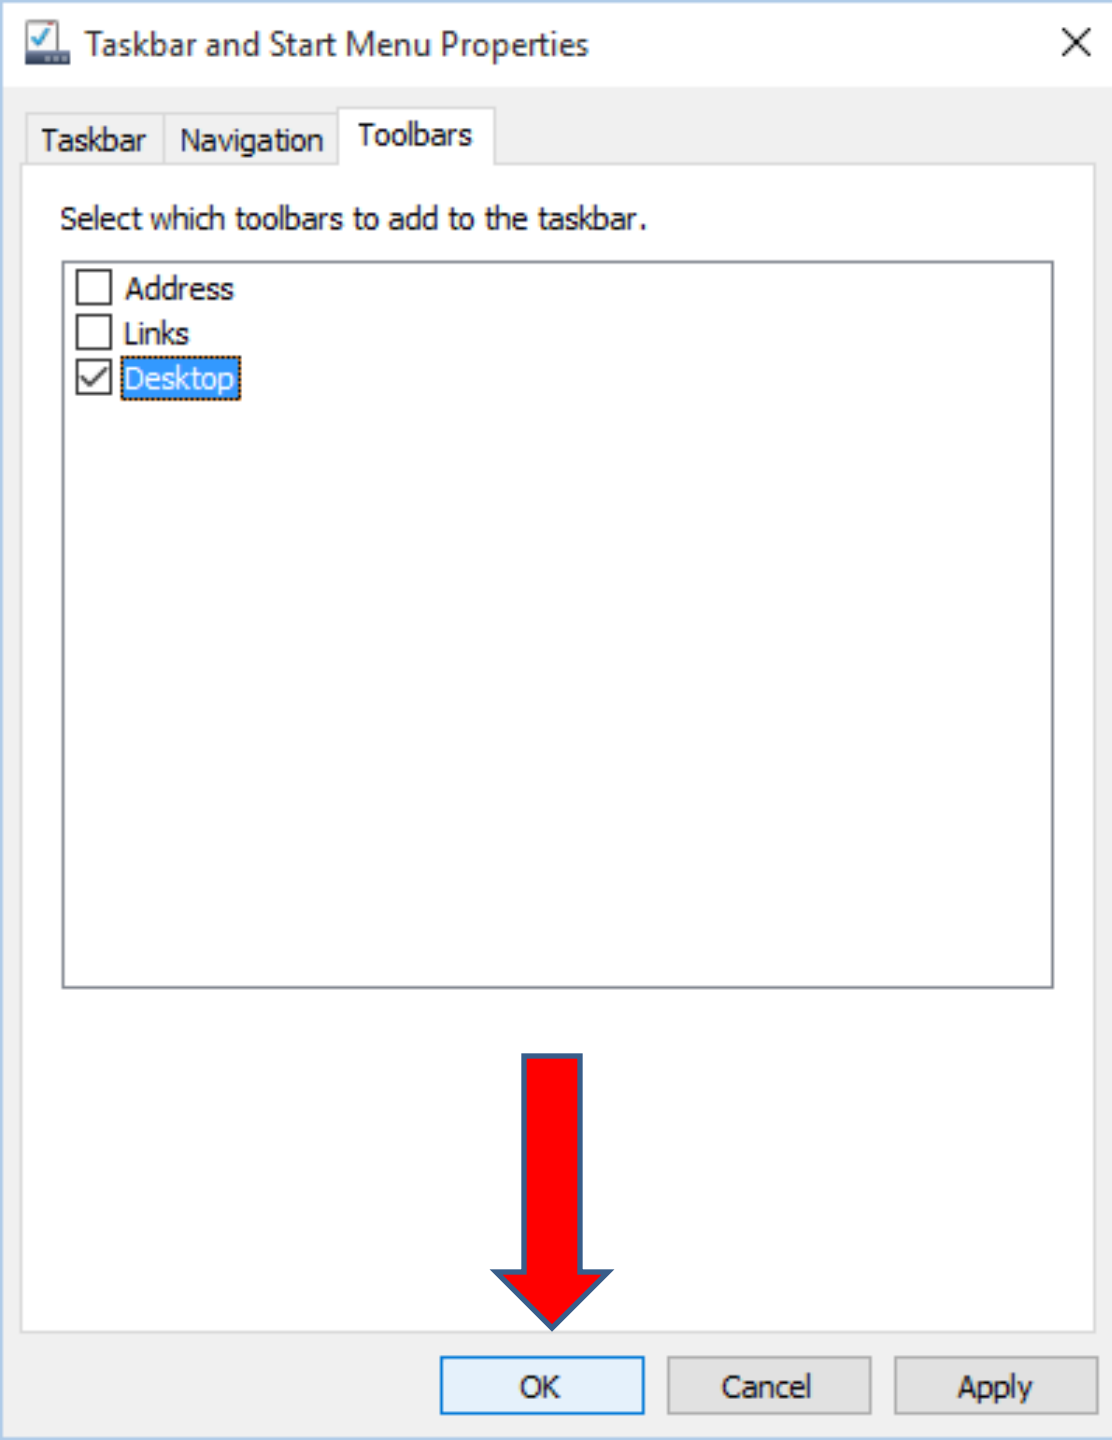 Taskbar and Start Menu Properties
Taskbar Navigation Toolbars
Select which toolbars to add to the taskbar.
Address
Links
Desktop
OK Cancel Apply